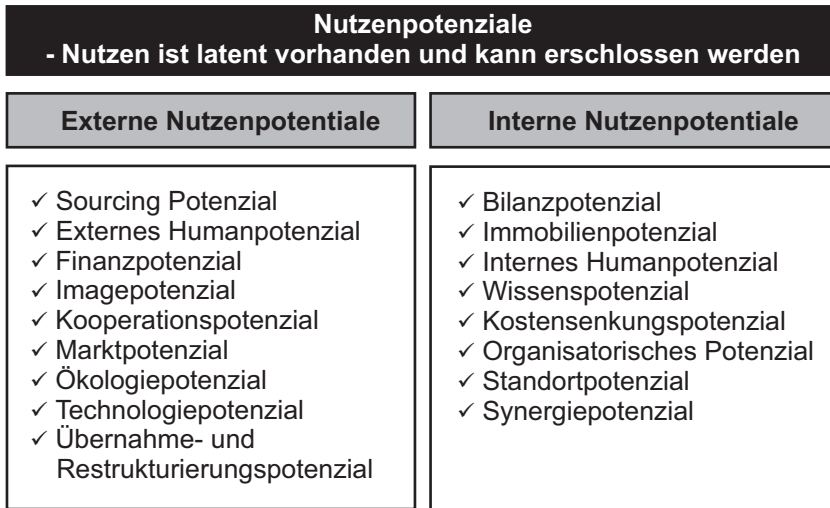 Nutzenpotenziale
- Nutzen ist latent vorhanden und kann erschlossen werden
Externe Nutzenpotentiale
✓ Sourcing Potenzial
✓ Externes Humanpotenzial
✓ Finanzpotenzial
✓ Imagepotenzial
✓ Kooperationspotenzial
✓ Marktpotenzial
✓ Ökologiepotenzial
✓ Technologiepotenzial
✓ Übernahme- und
Restrukturierungspotenzial
Interne Nutzenpotentiale
✓ Bilanzpotenzial
✓ Immobilienpotenzial
✓ Internes Humanpotenzial
✓ Wissenspotenzial
✓ Kostensenkungspotenzial
✓ Organisatorisches Potenzial
✓ Standortpotenzial
✓ Synergiepotenzial